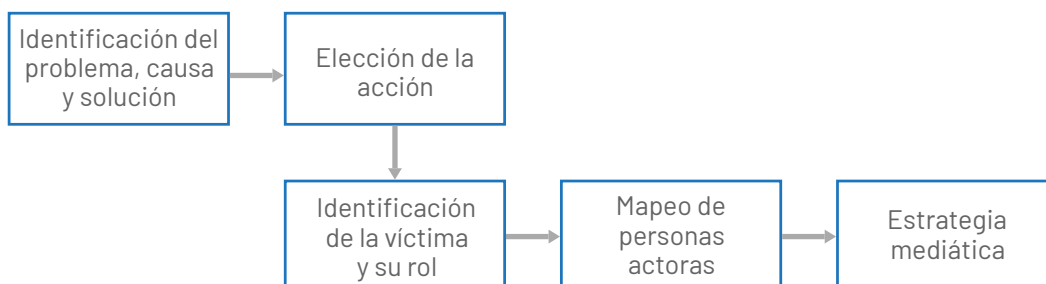 Identificación del
problema, causa
y solución
Elección de la
acción
Identificación
de la víctima
y su rol
Mapeo de
personas
actoras
Estrategia
mediática